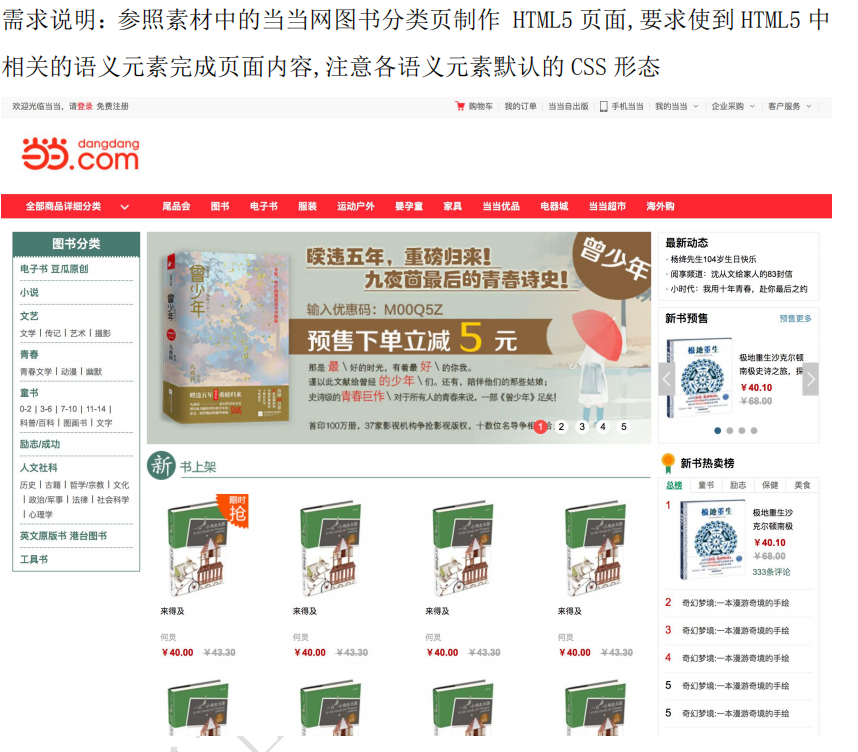 需求说明：参照素材中的当当网图书分类页制作 HTML5 页面,要求使到 HTML5 中
相关的语义元素完成页面内容,注意各语义元素默认的 CSS 形态
欢迎光临当当，请登录 免费注册
购物车 我的订单 当当自出版 手机当当 我的当当 企业采购 客户服务
dangdang
.com
全部商品详细分类 尾品会 图书 电子书 服装 运动户外 婴孕童 家具 当当优品 电器城 当当超市 海外购
图书分类
电子书 豆瓜原创
小说
文艺
文学丨传记丨艺术丨摄影
青春
青春文学丨动漫丨幽默
童书
0-2 | 3-6 | 7-10 | 11-14 |
科普/百科丨图画书丨文字
励志/成功
人文社科
历史丨古籍丨哲学/宗教丨文化
丨政治/军事丨法律丨社会科学
丨心理学
英文原版书 港台图书
工具书
曾少年
睽违五年重磅归来
睽违五年，重磅归来！
九夜茴最后的青春诗史！
曾少年
输入优惠码：M00Q5Z
预售下单立减 5 元
那是 最\好的时光，有着最 好\的你我。
谨以此文献给曾经 的少年\们。还有，陪伴他们的那些姑娘；
史诗级的青春巨作\对于所有人的青春来说，一部《曾少年》足矣！
首印100万册，37家影视机构争抢影视版权，十数位名导争相
1 2 3 4 5
新 书上架
限时
抢
来得及
何炅
￥40.00 ￥43.30
来得及
何炅
￥40.00 ￥43.30
来得及
何炅
￥40.00 ￥43.30
来得及
何炅
￥40.00 ￥43.30
最新动态
· 杨绛先生104岁生日快乐
· 阅享频道：沈从文给家人的83封信
· 小时代：我用十年青春，赴你最后之约
新书预售 预售更多
极地重生
极地重生沙克尔顿
南极史诗之旅，
￥40.10
￥68.00
新书热卖榜
总榜 童书 励志 保健 美食
1
极地重生
极地重生沙
克尔顿南极
￥40.10
￥68.00
333条评论
2 奇幻梦境:一本漫游奇境的手绘
3 奇幻梦境:一本漫游奇境的手绘
4 奇幻梦境:一本漫游奇境的手绘
5 奇幻梦境:一本漫游奇境的手绘
5 奇幻梦境:一本漫游奇境的手绘